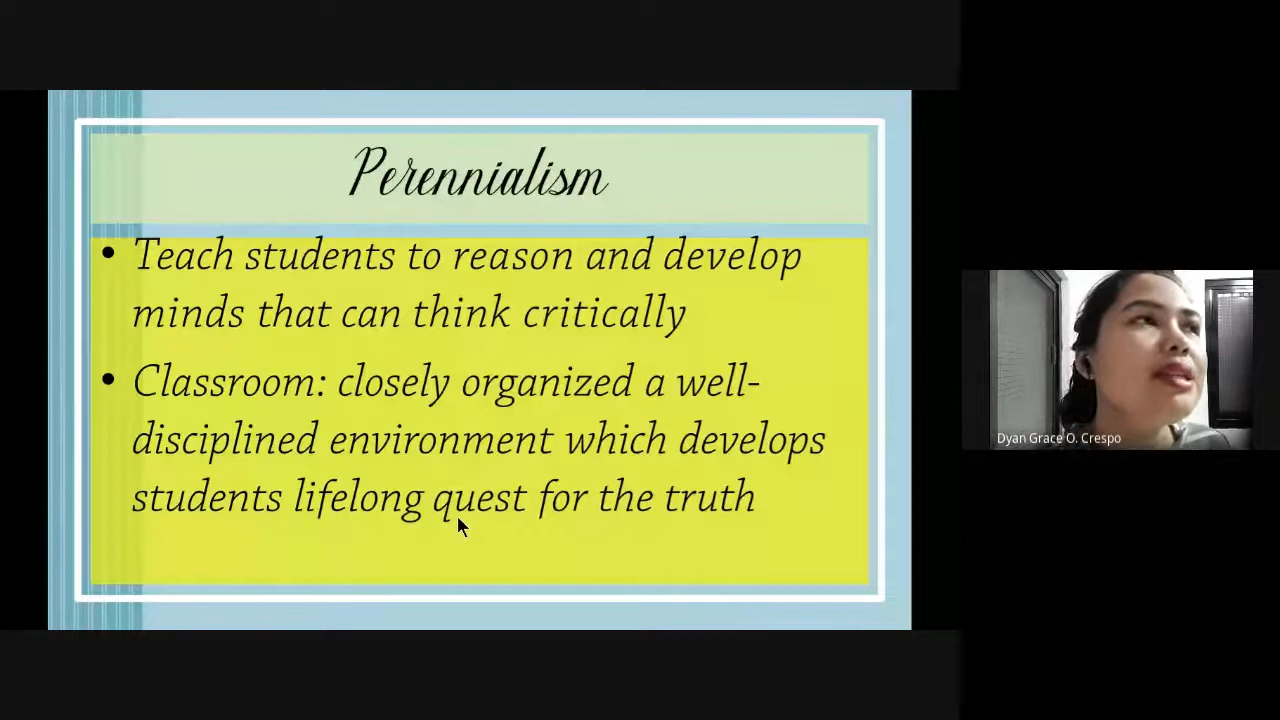 Perennialism
• Teach students to reason and develop
minds that can think critically
• Classroom: closely organized a well-
disciplined environment which develops
students lifelong quest for the truth
Dyan Grace O. Crespo